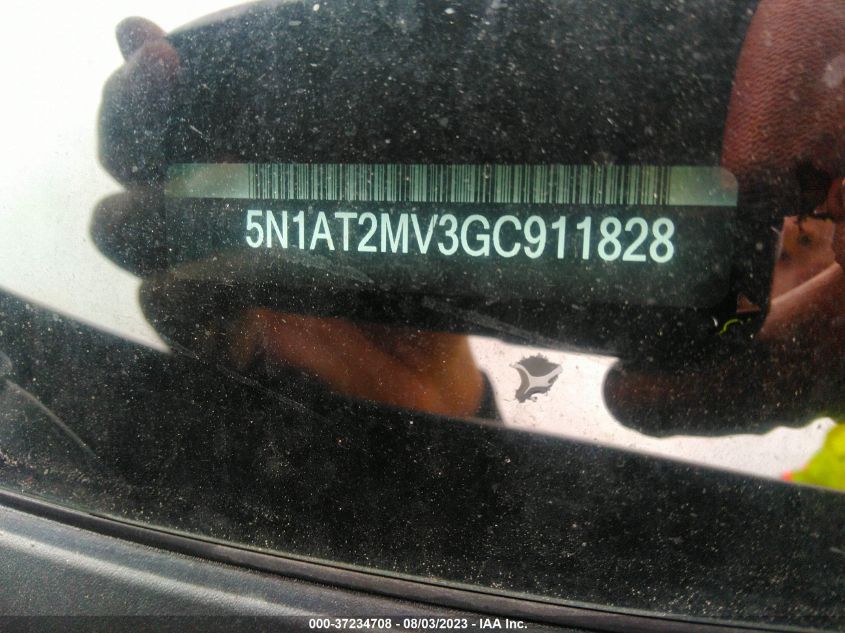 5N1AT2MV3GC911828
000-37234708 - 08/03/2023 - IAA Inc.